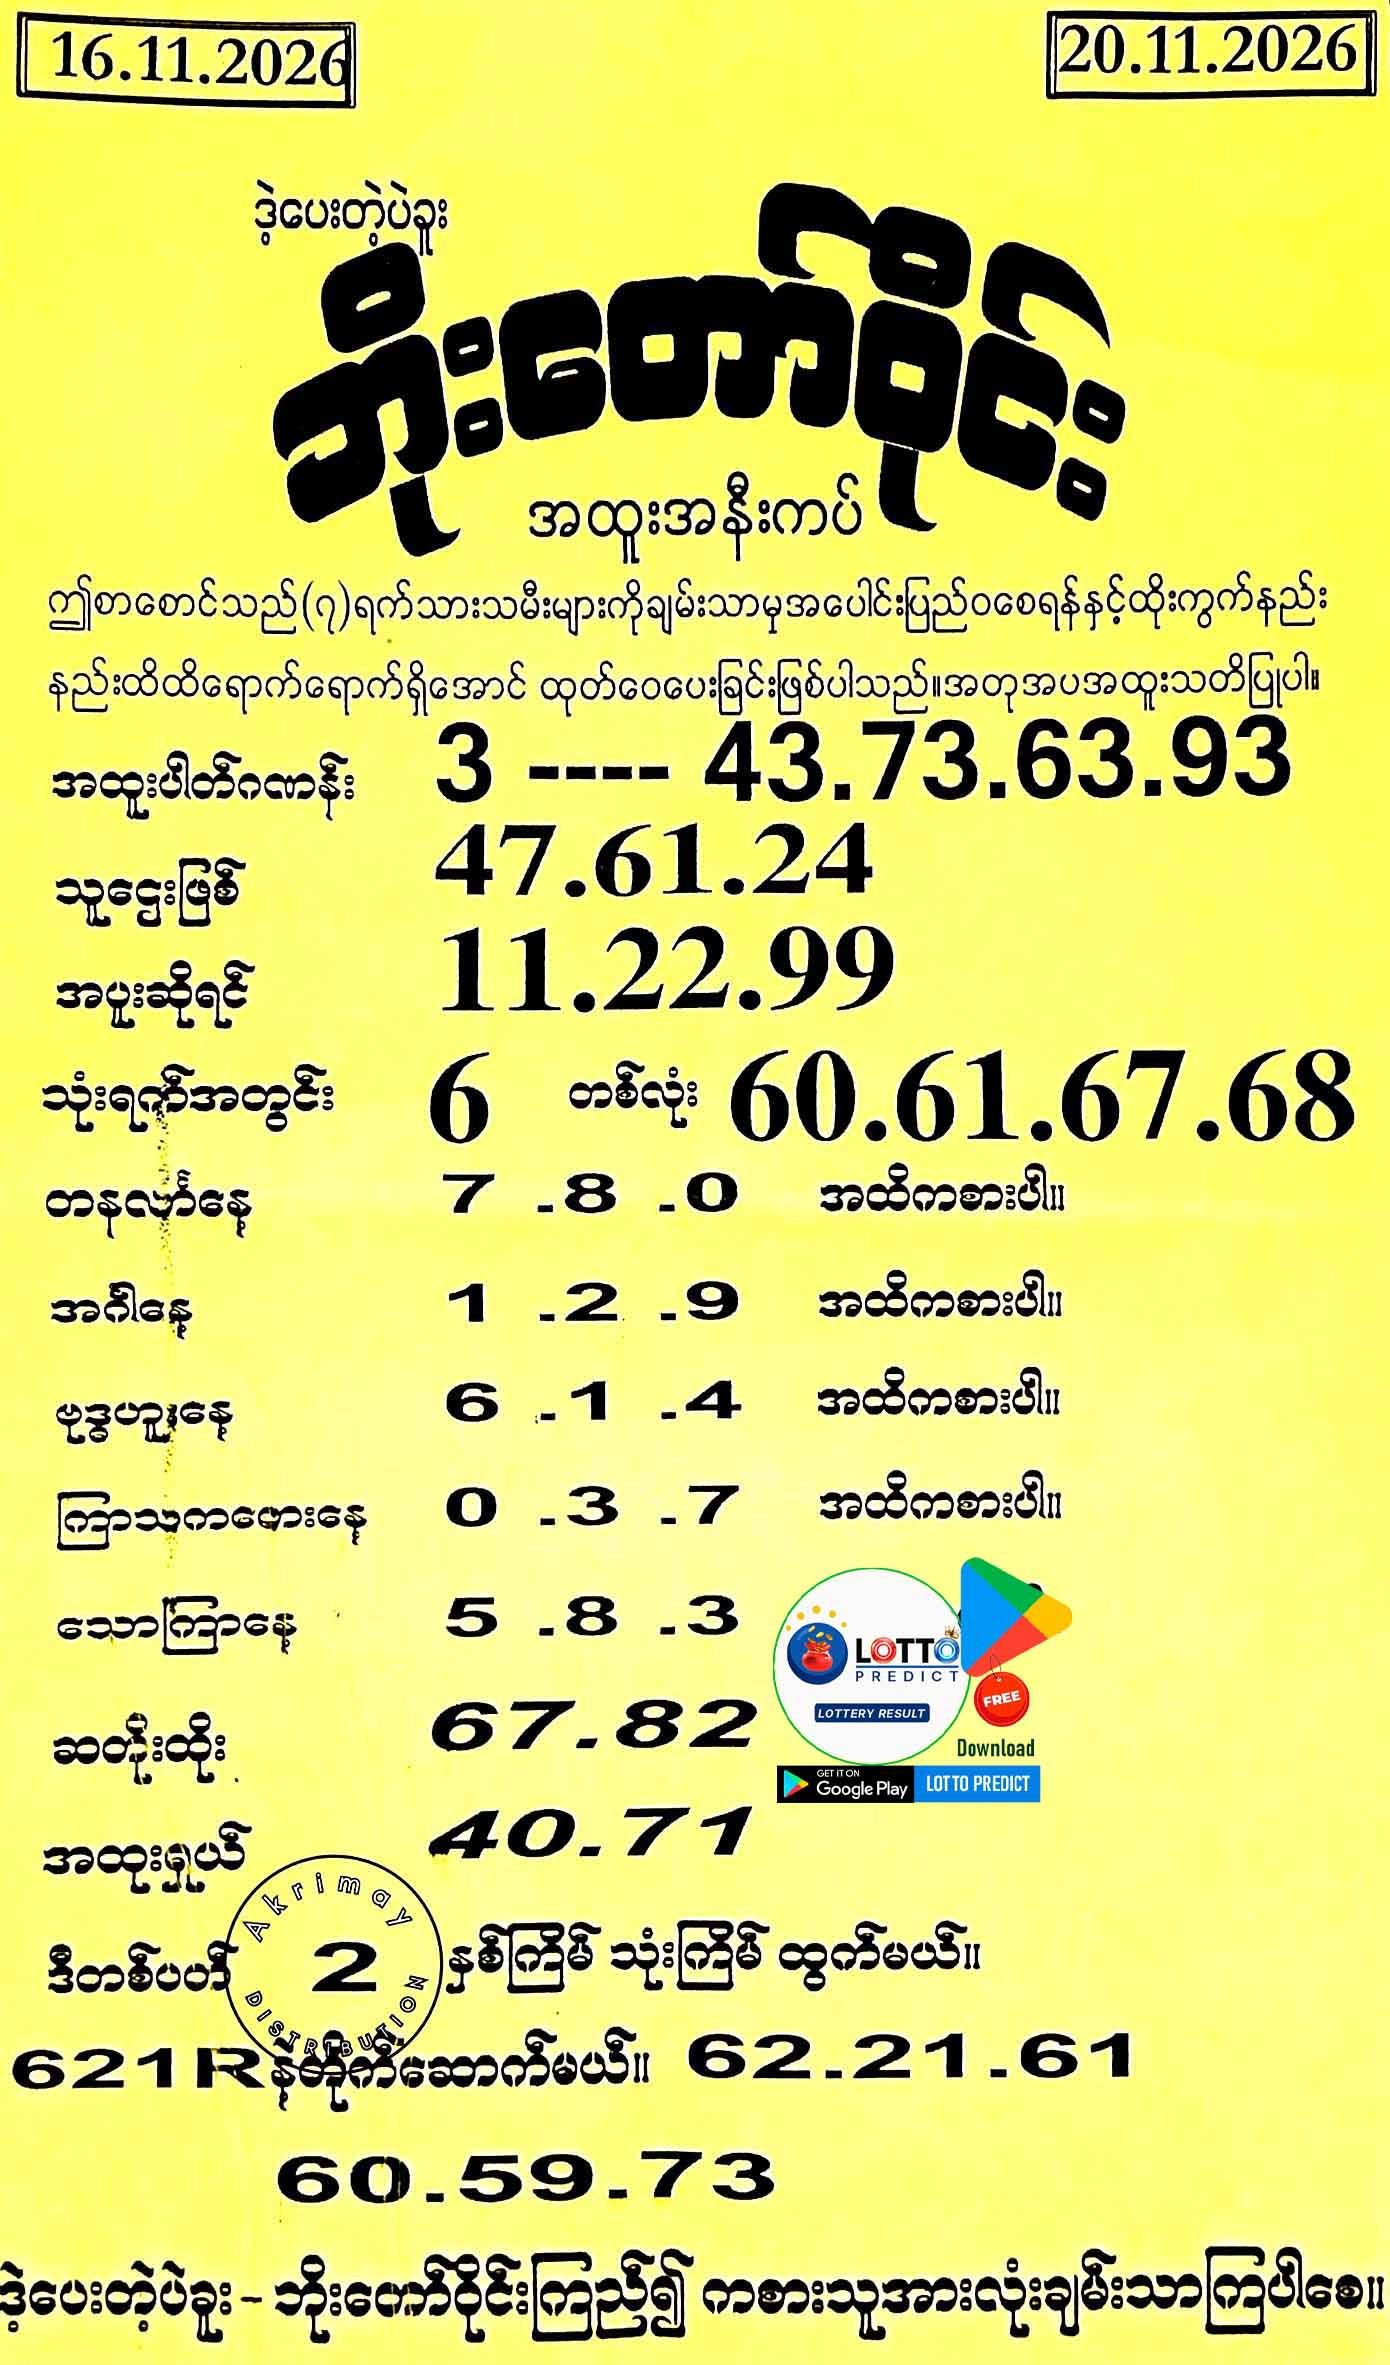 16.11.2026 20.11.2026
ဒဲ့ပေးတဲ့ပဲခူး
ဘိုးတော်ဝိုင်း
အထူးအနီးကပ်
ဤစာစောင်သည်(၇)ရက်သားသမီးများကိုချမ်းသာမှုအပေါင်းပြည်ဝစေရန်နှင့်ထိုးကွက်နည်း
နည်းထိထိရောက်ရောက်ရှိအောင် ထုတ်ဝေပေးခြင်းဖြစ်ပါသည်။အတုအပအထူးသတိပြုပါ။
အထူးပါတ်ဂဏန်း 3 ---- 43.73.63.93
သူဌေးဖြစ် 47.61.24
အပူးဆိုရင် 11.22.99
သုံးရက်အတွင်း 6 တစ်လုံး 60.61.67.68
တနင်္လာနေ့ 7 .8 .0 အထိကစားပါ။
အင်္ဂါနေ့ 1 .2 .9 အထိကစားပါ။
ဗုဒ္ဓဟူးနေ့ 6 .1 .4 အထိကစားပါ။
ကြာသပတေးနေ့ 0 .3 .7 အထိကစားပါ။
သောကြာနေ့ 5 .8 .3
LOTTO
PREDICT
LOTTERY RESULT
FREE
Download
GET IT ON
Google Play LOTTO PREDICT
ဆတိုးထိုး 67.82
အထူးရွှယ် 40.71
Akrimay
DISTRIBUTION
ဒီတစ်ပတ် 2 နှစ်ကြိမ် သုံးကြိမ် ထွက်မယ်။
621R နဲ့တိုက်ဆောက်မယ်။ 62.21.61
60.59.73
ဒဲ့ပေးတဲ့ပဲခူး - ဘိုးတော်ဝိုင်းကြည့်၍ ကစားသူအားလုံးချမ်းသာကြပါစေ။